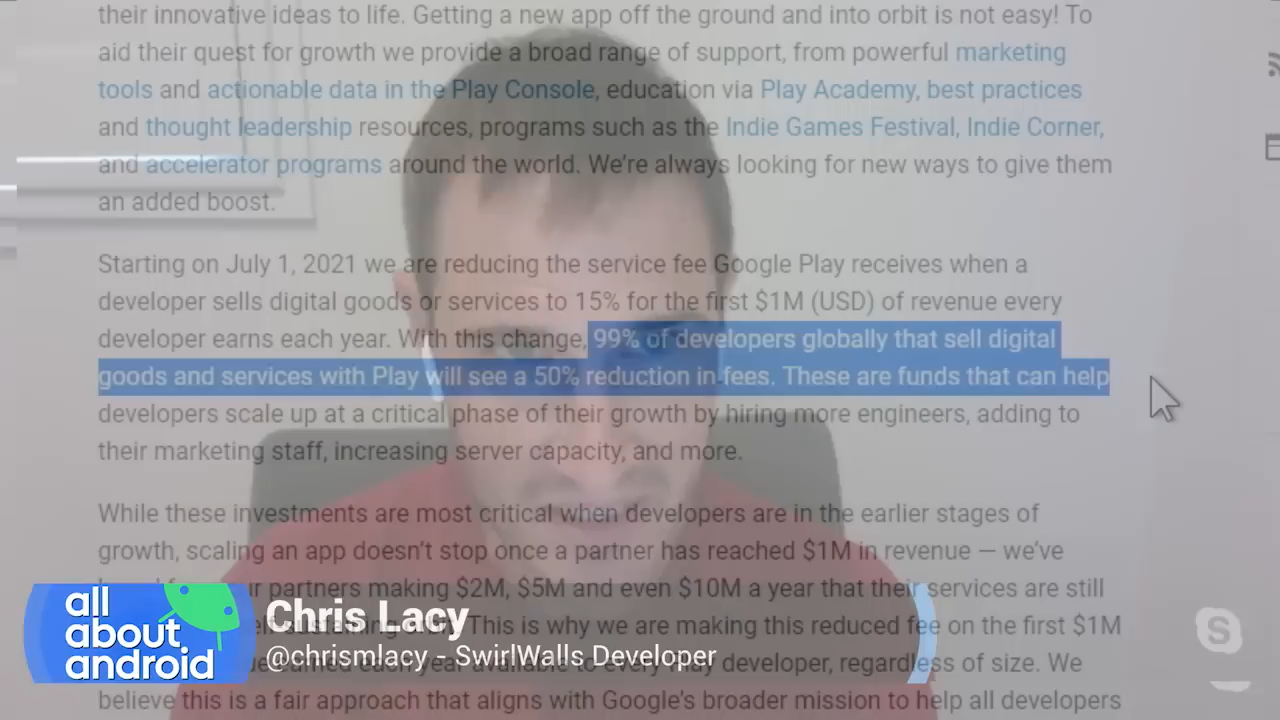 their innovative ideas to life. Getting a new app off the ground and into orbit is not easy! To
aid their quest for growth we provide a broad range of support, from powerful marketing
tools and actionable data in the Play Console, education via Play Academy, best practices
and thought leadership resources, programs such as the Indie Games Festival, Indie Corner,
and accelerator programs around the world. We're always looking for new ways to give them
an added boost.
Starting on July 1, 2021 we are reducing the service fee Google Play receives when a
developer sells digital goods or services to 15% for the first $1M (USD) of revenue every
developer earns each year. With this change, 99% of developers globally that sell digital
goods and services with Play will see a 50% reduction in fees. These are funds that can help
developers scale up at a critical phase of their growth by hiring more engineers, adding to
their marketing staff, increasing server capacity, and more.
While these investments are most critical when developers are in the earlier stages of
growth, scaling an app doesn't stop once a partner has reached $1M in revenue — we've
partners making $2M, $5M and even $10M a year that their services are still
This is why we are making this reduced fee on the first $1M
developer, regardless of size. We
believe this is a fair approach that aligns with Google's broader mission to help all developers
all
about
android
Chris Lacy
@chrismlacy - SwirlWalls Developer
S